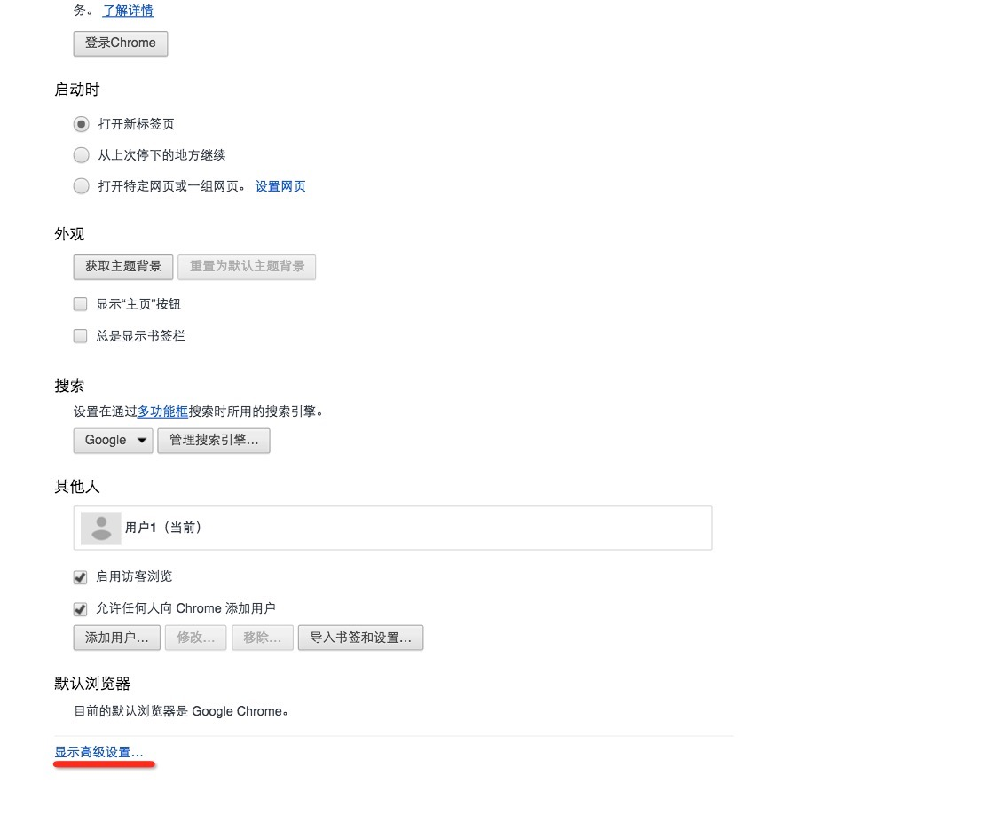 务。 了解详情
登录Chrome
启动时
打开新标签页
从上次停下的地方继续
打开特定网页或一组网页。 设置网页
外观
获取主题背景 重置为默认主题背景
显示“主页”按钮
总是显示书签栏
搜索
设置在通过多功能框搜索时所用的搜索引擎。
Google 管理搜索引擎...
其他人
用户1（当前）
启用访客浏览
允许任何人向 Chrome 添加用户
添加用户... 修改... 移除... 导入书签和设置...
默认浏览器
目前的默认浏览器是 Google Chrome。
显示高级设置...